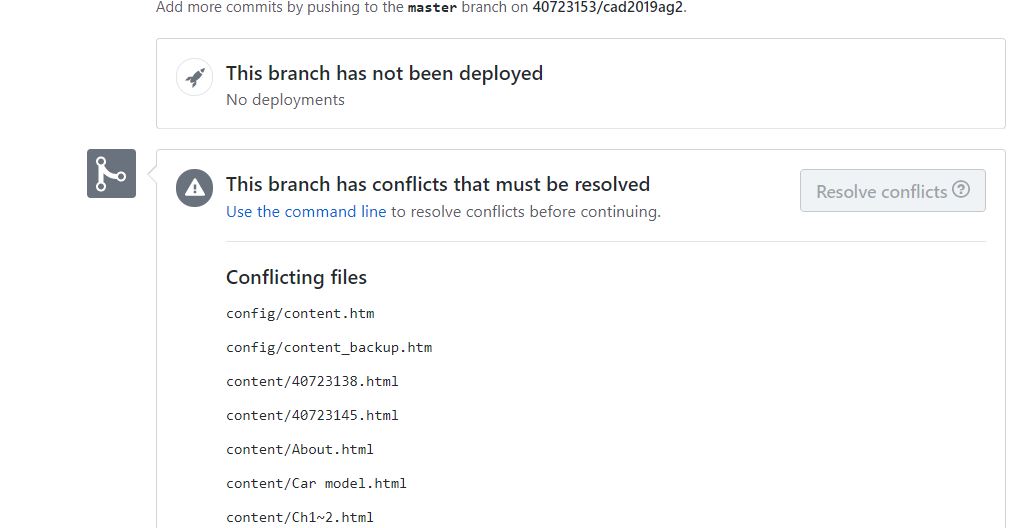 Add more commits by pushing to the master branch on 40723153/cad2019ag2.
This branch has not been deployed
No deployments
This branch has conflicts that must be resolved
Use the command line to resolve conflicts before continuing.
Resolve conflicts ?
Conflicting files
config/content.htm
config/content_backup.htm
content/40723138.html
content/40723145.html
content/About.html
content/Car model.html
content/Ch1~2.html